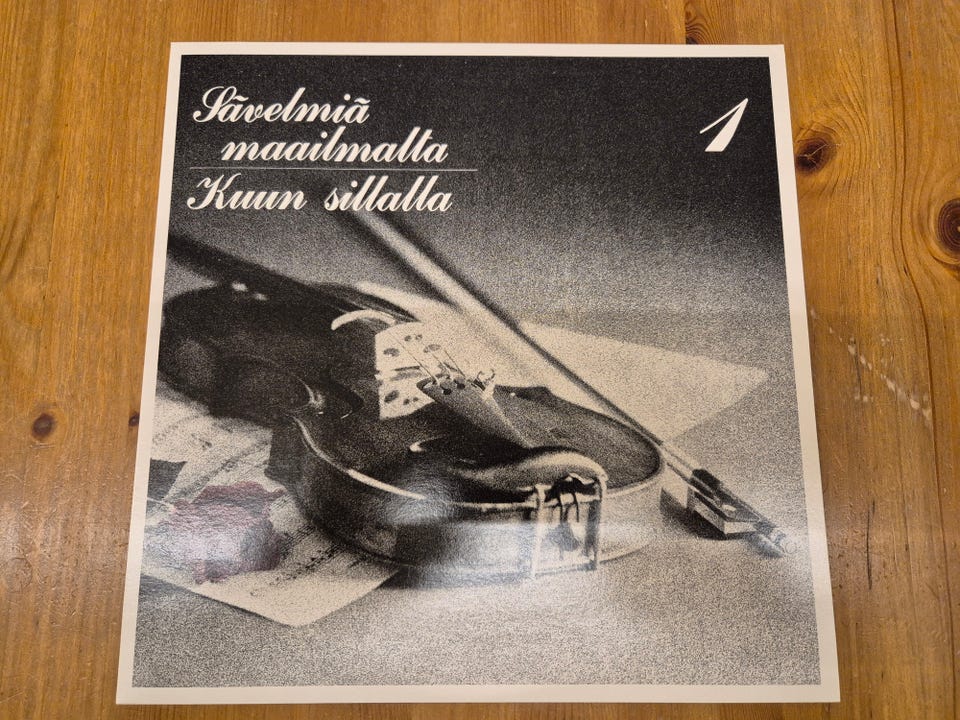 Sävelmiä
maailmalta
Kuun sillalla
1